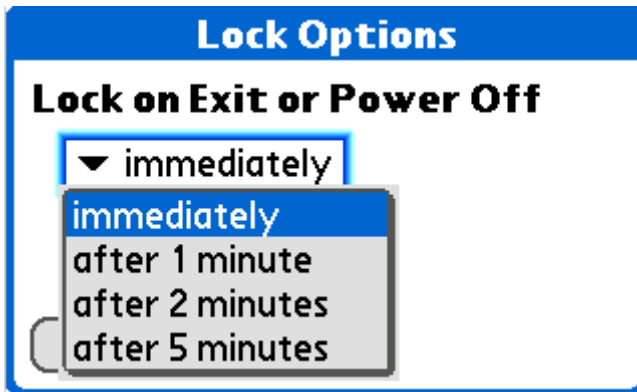 Lock Options
Lock on Exit or Power Off
immediately
immediately
after 1 minute
after 2 minutes
after 5 minutes